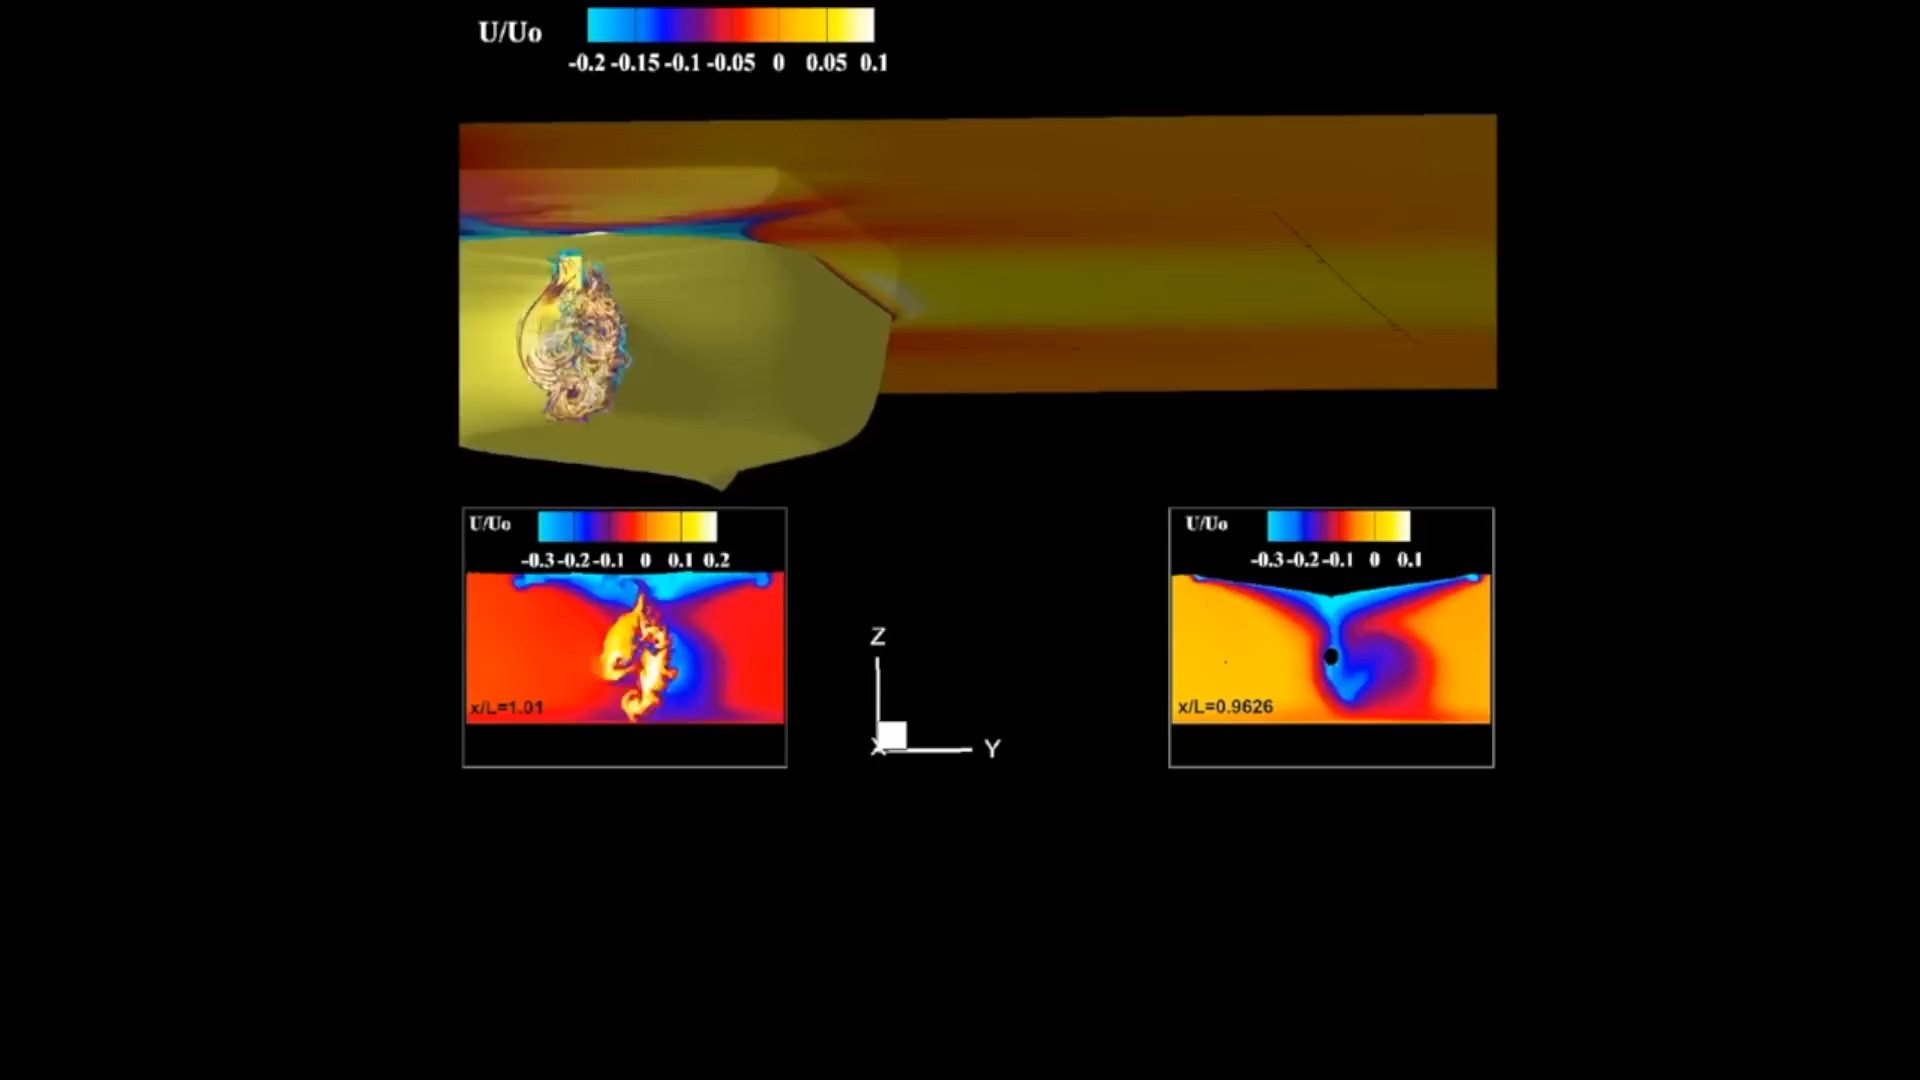 U/Uo
-0.2 -0.15 -0.1 -0.05 0 0.05 0.1
U/Uo
-0.3 -0.2 -0.1 0 0.1 0.2
x/L=1.01
U/Uo
-0.3 -0.2 -0.1 0 0.1
x/L=0.9626
Z
X
Y